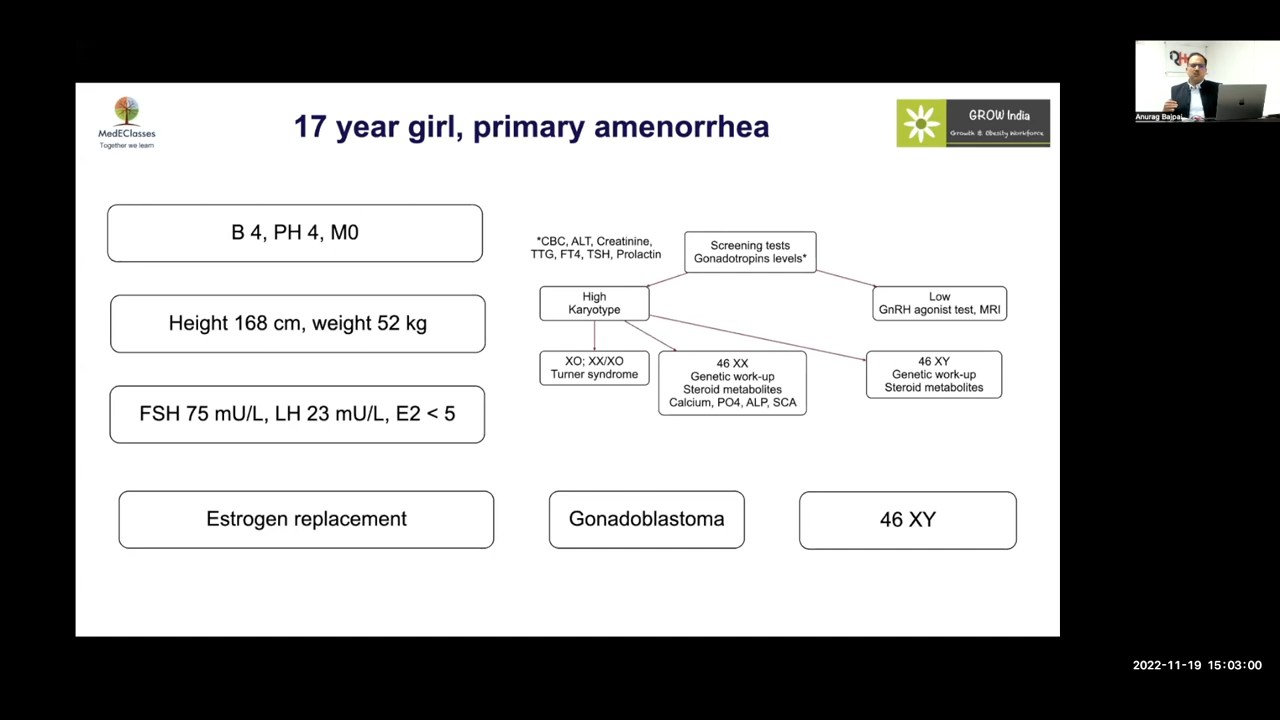 MedEClasses
Together we learn
17 year girl, primary amenorrhea
GROW India
Growth & Obesity Workforce
Anurag Bajpai
B 4, PH 4, M0
Height 168 cm, weight 52 kg
FSH 75 mU/L, LH 23 mU/L, E2 < 5
*CBC, ALT, Creatinine,
TTG, FT4, TSH, Prolactin
Screening tests
Gonadotropins levels*
High
Karyotype
Low
GnRH agonist test, MRI
XO; XX/XO
Turner syndrome
46 XX
Genetic work-up
Steroid metabolites
Calcium, PO4, ALP, SCA
46 XY
Genetic work-up
Steroid metabolites
Estrogen replacement
Gonadoblastoma
46 XY
2022-11-19 15:03:00